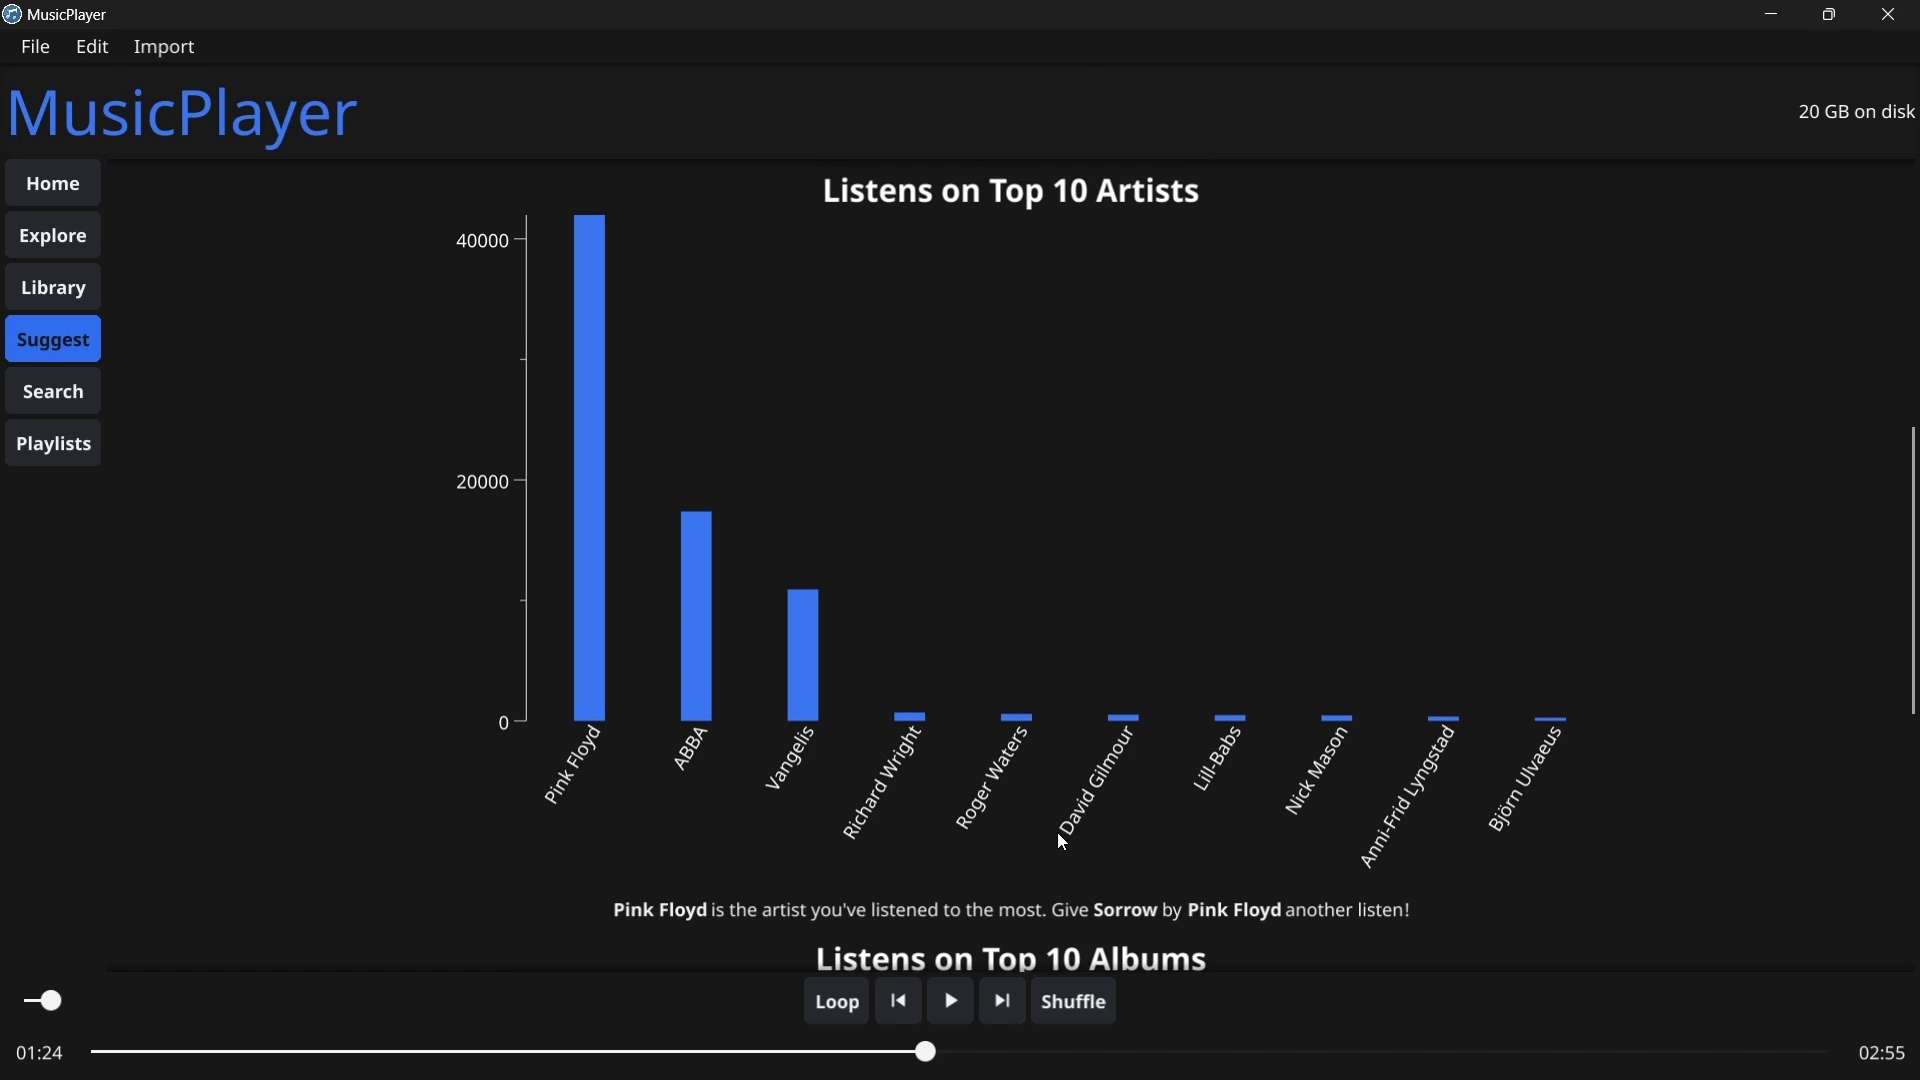 MusicPlayer
File Edit Import
MusicPlayer
20 GB on disk
Home
Explore
Library
Suggest
Search
Playlists
Listens on Top 10 Artists
40000
20000
0
Pink Floyd
ABBA
Vangelis
Richard Wright
Roger Waters
David Gilmour
Lill-Babs
Nick Mason
Anni-Frid Lyngstad
Björn Ulvaeus
Pink Floyd is the artist you've listened to the most. Give Sorrow by Pink Floyd another listen!
Listens on Top 10 Albums
Loop Shuffle
01:24 02:55